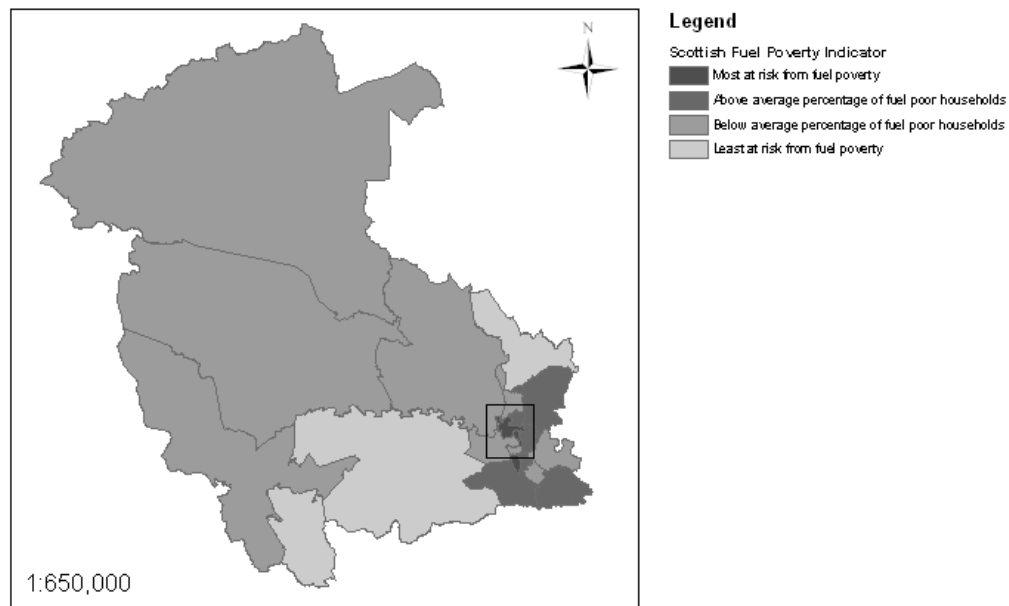 N
1:650,000
Legend
Scottish Fuel Poverty Indicator
Most at risk from fuel poverty
Above average percentage of fuel poor households
Below average percentage of fuel poor households
Least at risk from fuel poverty